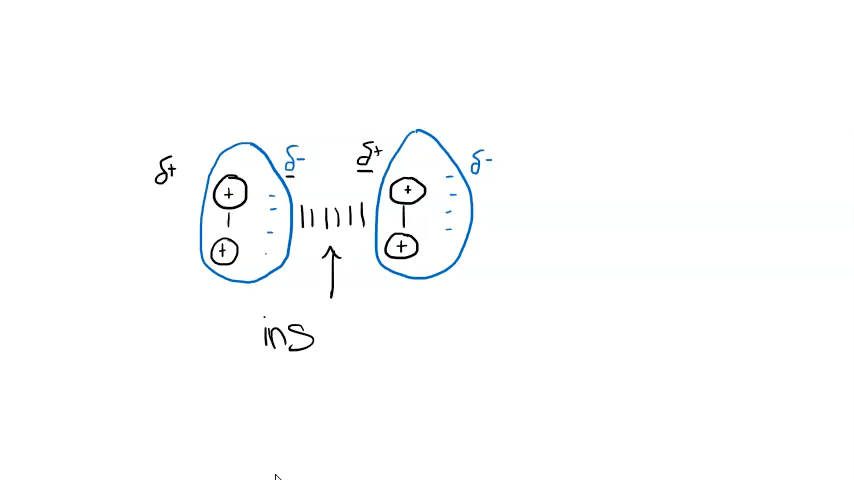 δ+ δ- δ+ δ-
+ +
+ +
ins